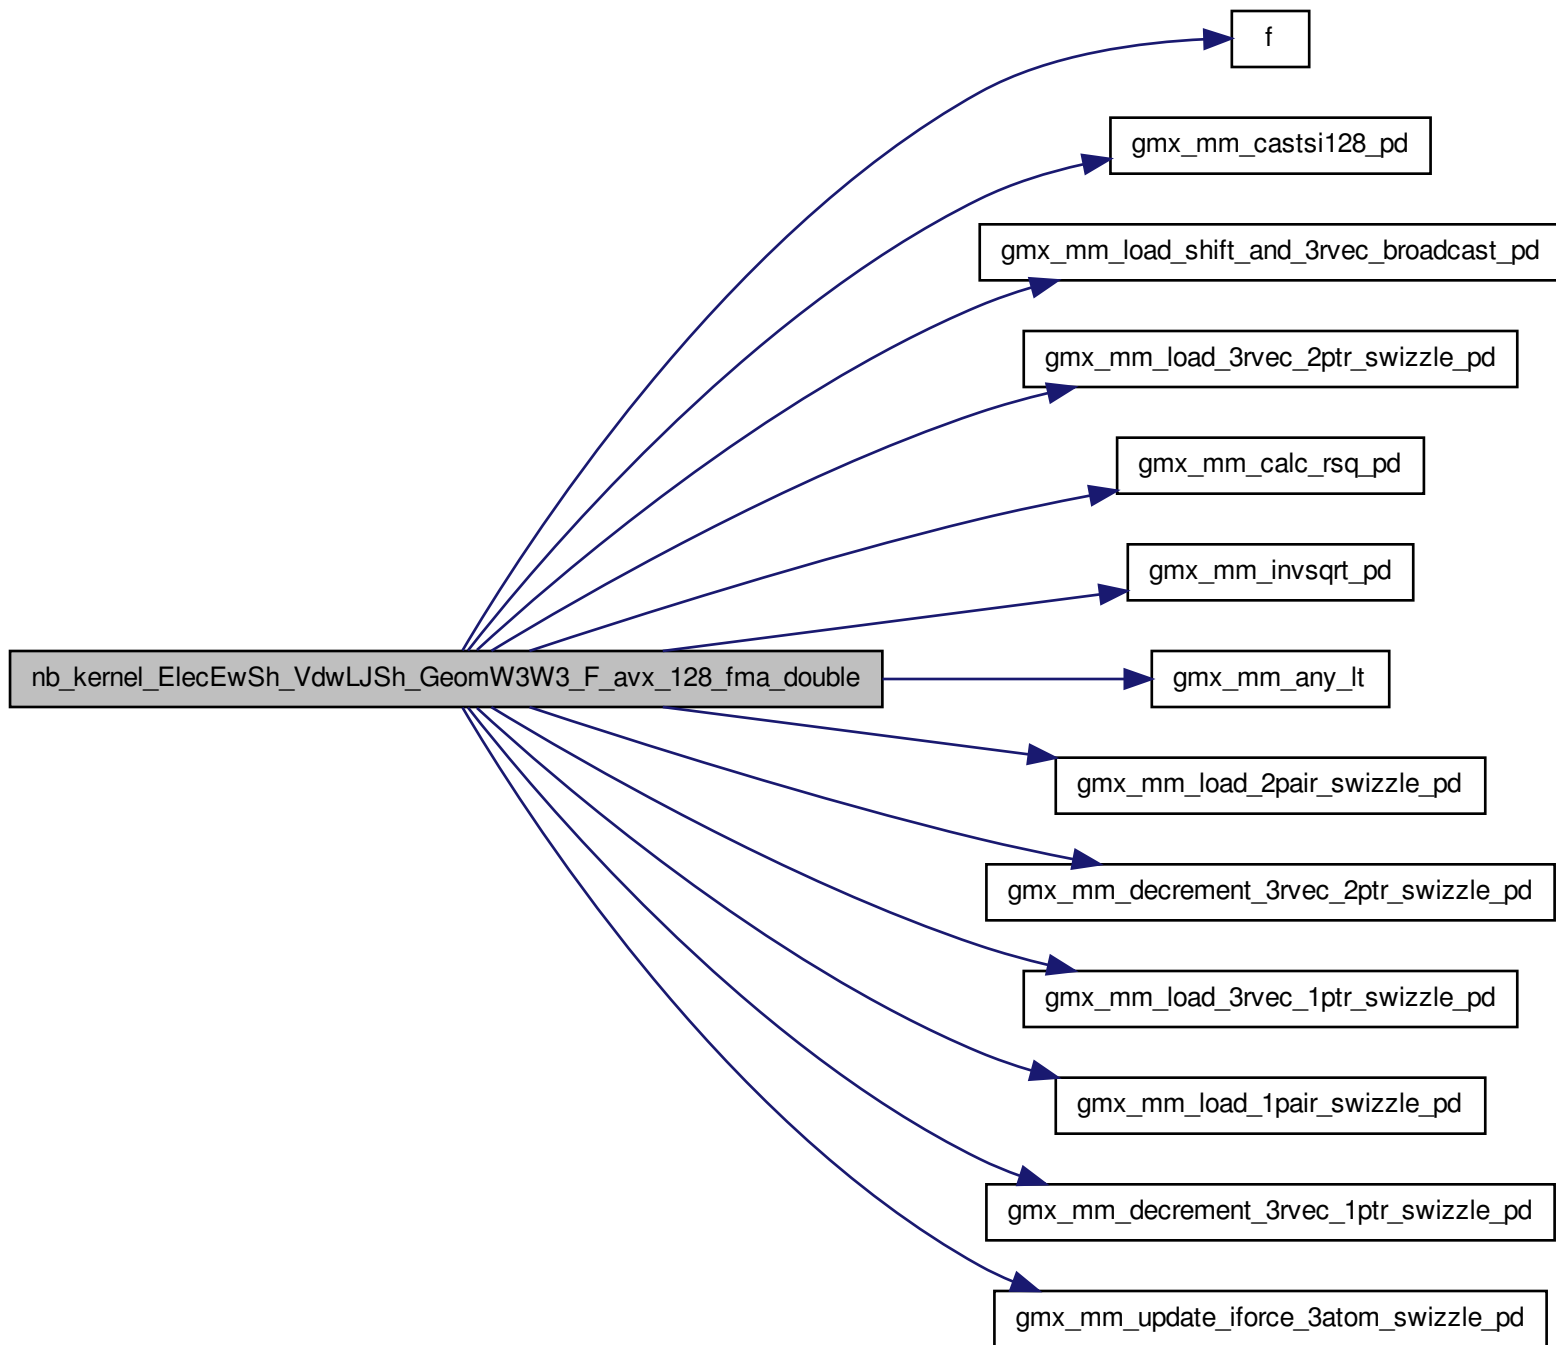 f
gmx_mm_castsi128_pd
gmx_mm_load_shift_and_3rvec_broadcast_pd
gmx_mm_load_3rvec_2ptr_swizzle_pd
gmx_mm_calc_rsq_pd
gmx_mm_invsqrt_pd
nb_kernel_ElecEwSh_VdwLJSh_GeomW3W3_F_avx_128_fma_double
gmx_mm_any_lt
gmx_mm_load_2pair_swizzle_pd
gmx_mm_decrement_3rvec_2ptr_swizzle_pd
gmx_mm_load_3rvec_1ptr_swizzle_pd
gmx_mm_load_1pair_swizzle_pd
gmx_mm_decrement_3rvec_1ptr_swizzle_pd
gmx_mm_update_iforce_3atom_swizzle_pd